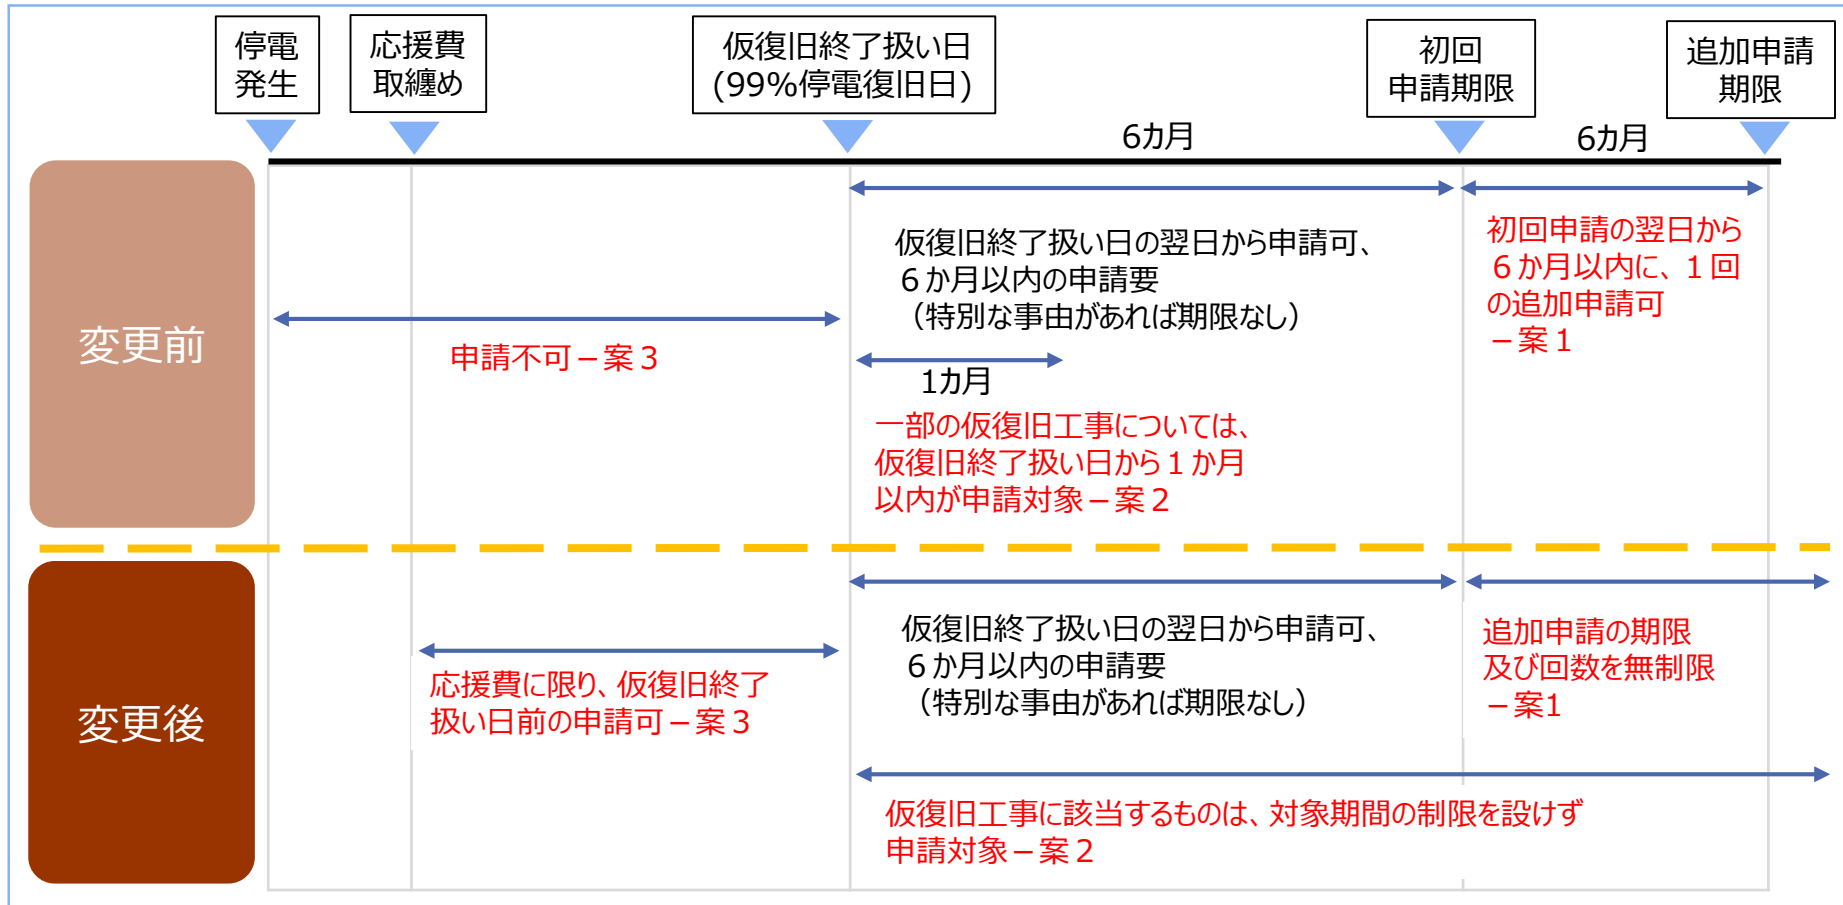 停電
発生
応援費
取纏め
仮復旧終了扱い日
(99%停電復旧日)
初回
申請期限
追加申請
期限
6カ月
6カ月
変更前
仮復旧終了扱い日の翌日から申請可、
６か月以内の申請要
（特別な事由があれば期限なし）
初回申請の翌日から
６か月以内に、１回
の追加申請可
－案１
申請不可－案３
1カ月
一部の仮復旧工事については、
仮復旧終了扱い日から１か月
以内が申請対象－案２
変更後
仮復旧終了扱い日の翌日から申請可、
６か月以内の申請要
（特別な事由があれば期限なし）
追加申請の期限
及び回数を無制限
－案1
応援費に限り、仮復旧終了
扱い日前の申請可－案３
仮復旧工事に該当するものは、対象期間の制限を設けず
申請対象－案２